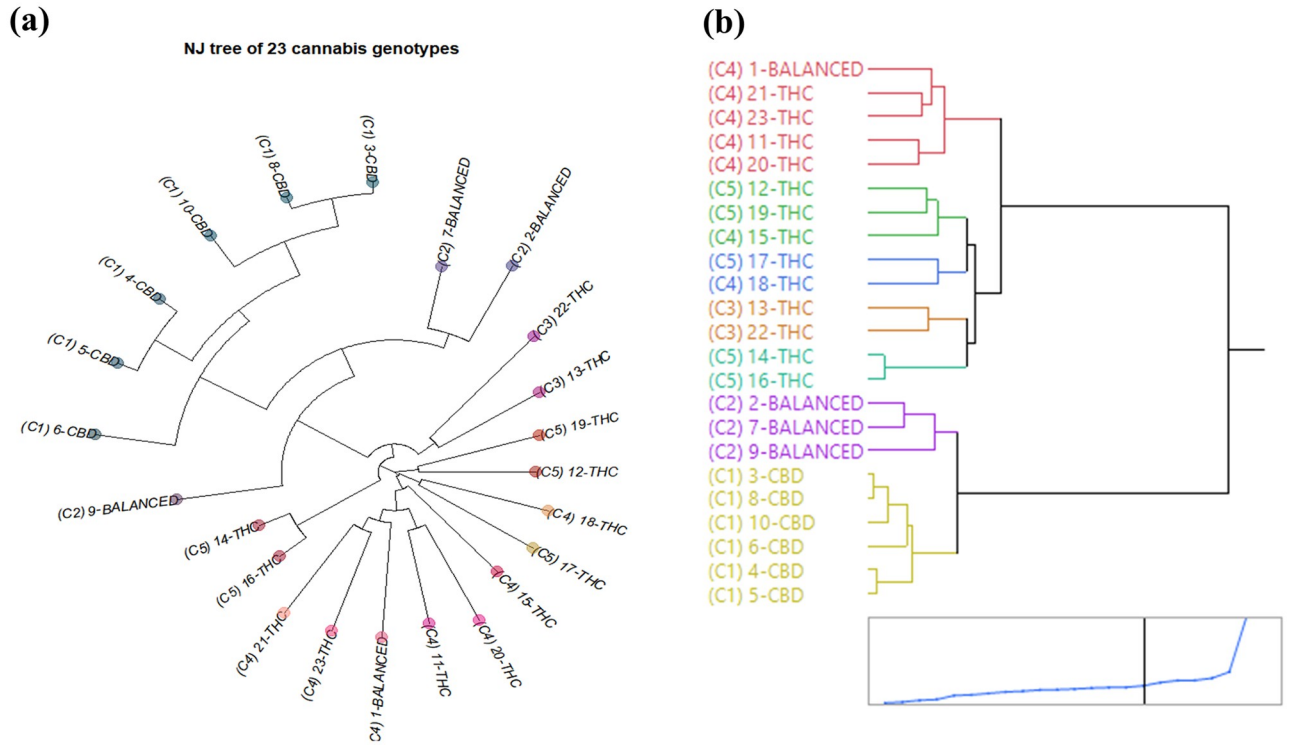 (a)
NJ tree of 23 cannabis genotypes
(C1) 3-CBD
(C1) 8-CBD
(C1) 10-CBD
(C1) 4-CBD
(C1) 5-CBD
(C1) 6-CBD
(C2) 9-BALANCED
(C5) 14-THC
(C5) 16-THC
(C4) 21-THC
(C4) 23-THC
C4) 1-BALANCED
(C4) 11-THC
(C4) 20-THC
(C4) 15-THC
(C5) 17-THC
(C4) 18-THC
(C5) 12-THC
(C5) 19-THC
(C3) 13-THC
(C3) 22-THC
(C2) 2-BALANCED
(C2) 7-BALANCED
(b)
(C4) 1-BALANCED
(C4) 21-THC
(C4) 23-THC
(C4) 11-THC
(C4) 20-THC
(C5) 12-THC
(C5) 19-THC
(C4) 15-THC
(C5) 17-THC
(C4) 18-THC
(C3) 13-THC
(C3) 22-THC
(C5) 14-THC
(C5) 16-THC
(C2) 2-BALANCED
(C2) 7-BALANCED
(C2) 9-BALANCED
(C1) 3-CBD
(C1) 8-CBD
(C1) 10-CBD
(C1) 6-CBD
(C1) 4-CBD
(C1) 5-CBD